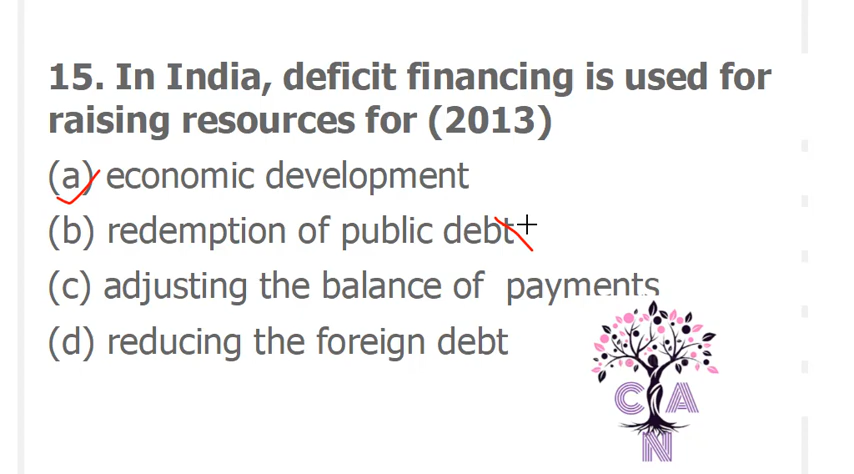 15. In India, deficit financing is used for
raising resources for (2013)
(a) economic development
(b) redemption of public debt
(c) adjusting the balance of  payments
(d) reducing the foreign debt
C A
N